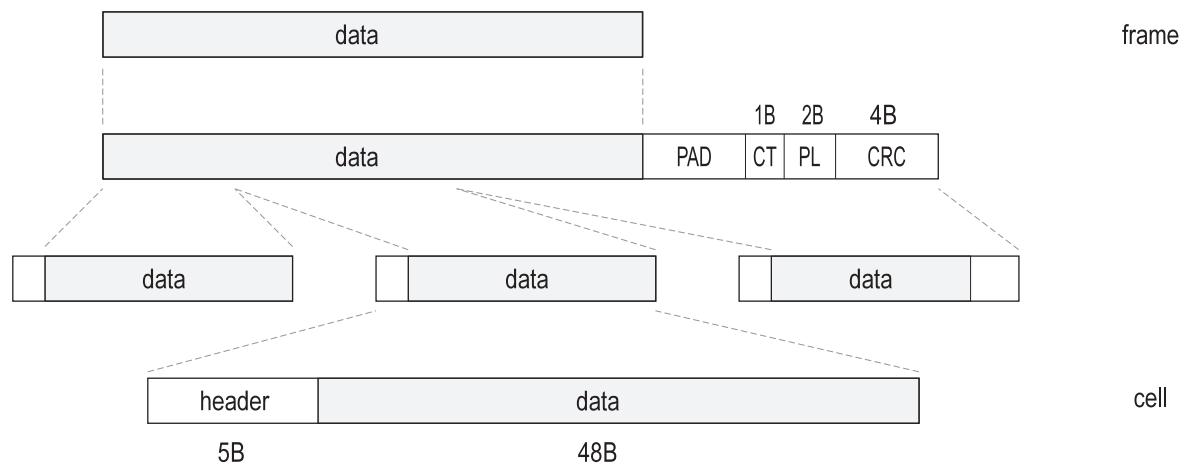 data frame
1B 2B 4B
data PAD CT PL CRC
data data data
header data cell
5B 48B